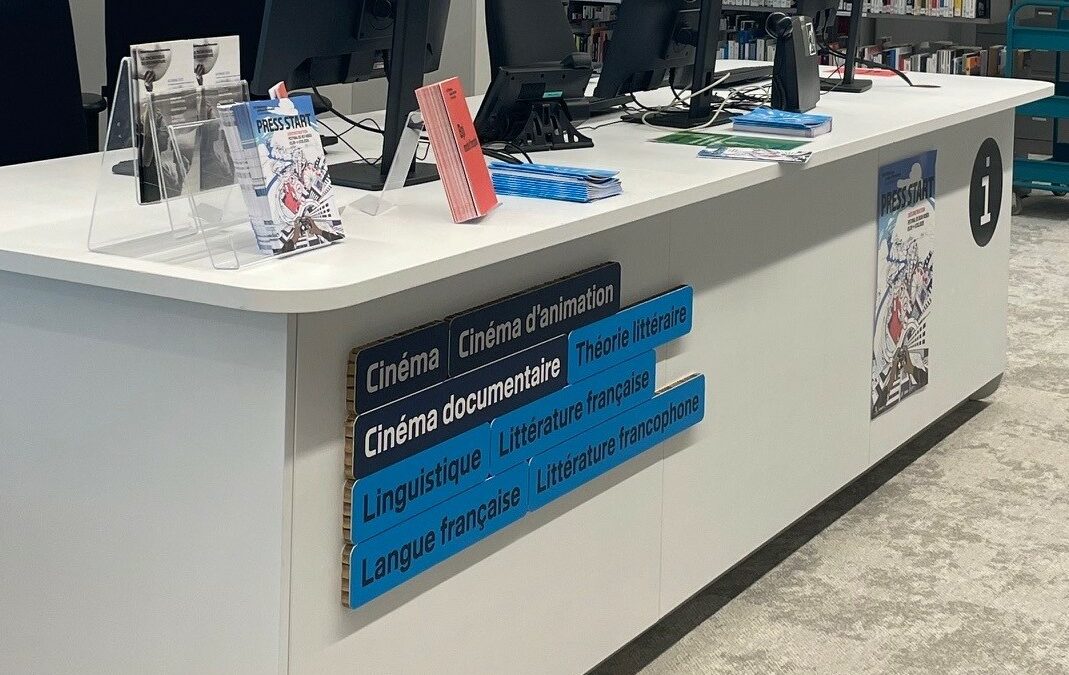 PRESS START
PRESS START
i
Cinéma
Cinéma d'animation
Cinéma documentaire
Théorie littéraire
Linguistique
Littérature française
Langue française
Littérature francophone